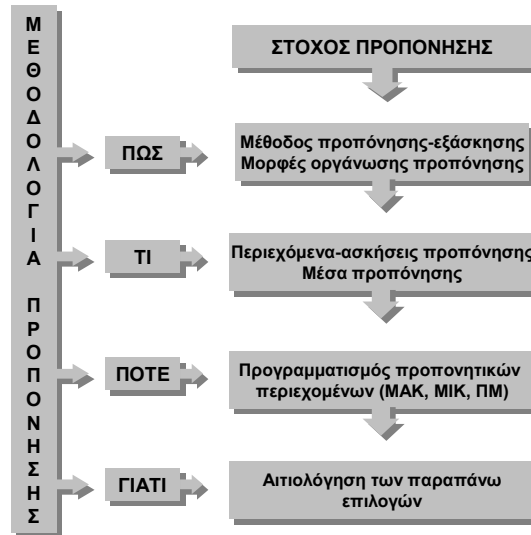 ΜΕΘΟΔΟΛΟΓΙΑ ΠΡΟΠΟΝΗΣΗΣ
ΣΤΟΧΟΣ ΠΡΟΠΟΝΗΣΗΣ
ΠΩΣ
Μέθοδος προπόνησης-εξάσκησης
Μορφές οργάνωσης προπόνησης
ΤΙ
Περιεχόμενα-ασκήσεις προπόνησης
Μέσα προπόνησης
ΠΟΤΕ
Προγραμματισμός προπονητικών
περιεχομένων (ΜΑΚ, ΜΙΚ, ΠΜ)
ΓΙΑΤΙ
Αιτιολόγηση των παραπάνω
επιλογών